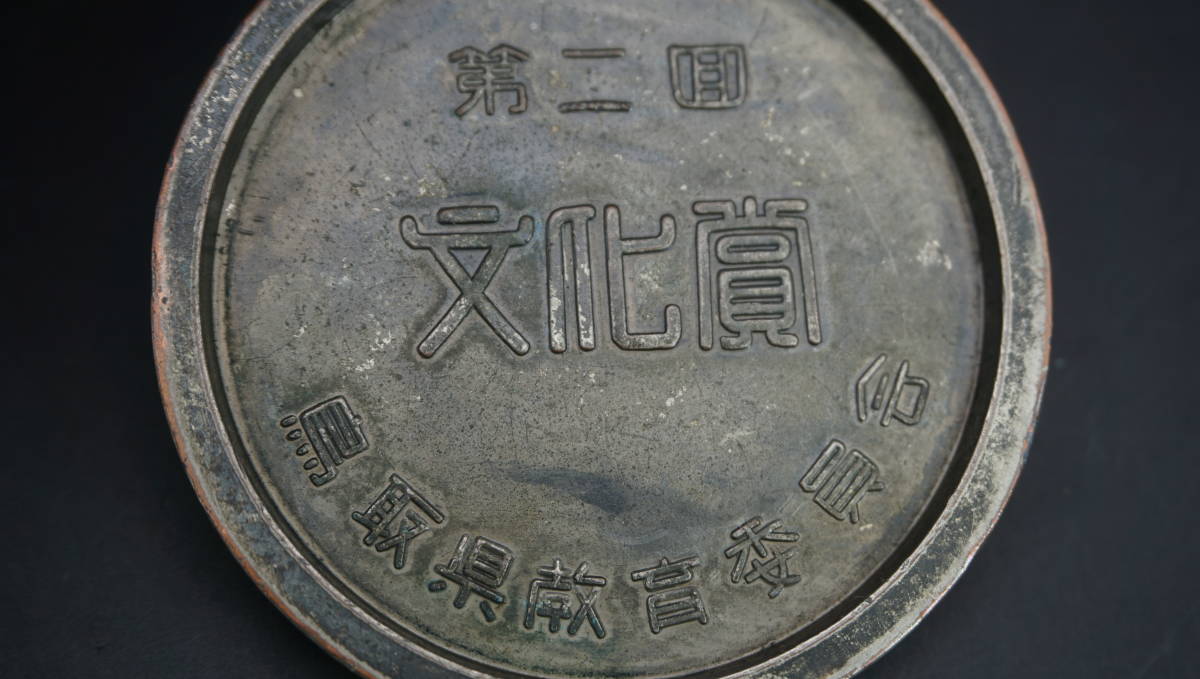 第二回
文化賞
鳥取県教育委員会